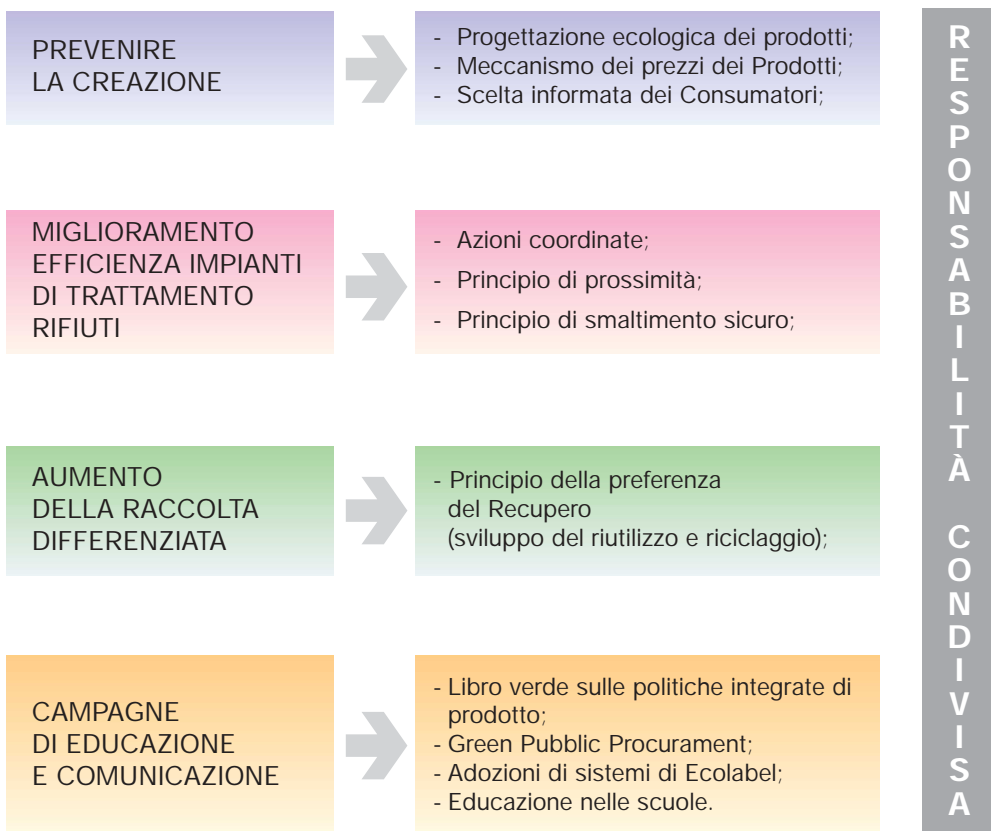 PREVENIRE
LA CREAZIONE
- Progettazione ecologica dei prodotti;
- Meccanismo dei prezzi dei Prodotti;
- Scelta informata dei Consumatori;
MIGLIORAMENTO
EFFICIENZA IMPIANTI
DI TRATTAMENTO
RIFIUTI
- Azioni coordinate;
- Principio di prossimità;
- Principio di smaltimento sicuro;
AUMENTO
DELLA RACCOLTA
DIFFERENZIATA
- Principio della preferenza
del Recupero
(sviluppo del riutilizzo e riciclaggio);
CAMPAGNE
DI EDUCAZIONE
E COMUNICAZIONE
- Libro verde sulle politiche integrate di
prodotto;
- Green Pubblic Procurament;
- Adozioni di sistemi di Ecolabel;
- Educazione nelle scuole.
RESPONSABILITÀ CONDIVISA